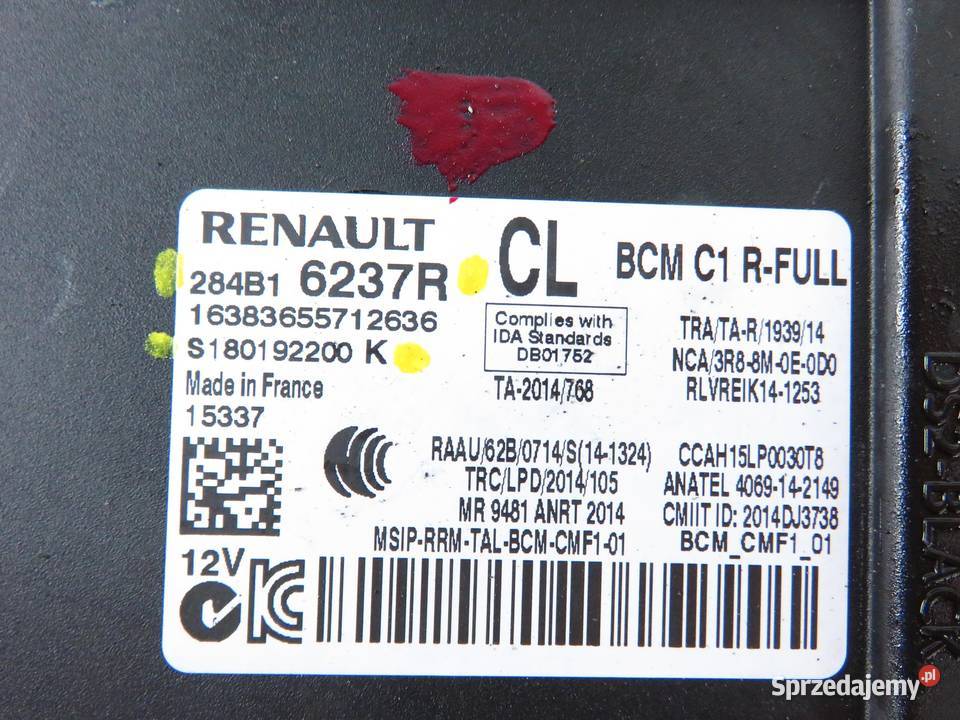 RENAULT
CL
BCM C1 R-FULL
284B1 6237R
16383655712636
S180192200 K
Made in France
15337
Complies with
IDA Standards
DB01752
TA-2014/768
TRA/TA-R/1939/14
NCA/3R8-8M-0E-0D0
RLVREIK14-1253
RAAU/62B/0714/S(14-1324)
TRC/LPD/2014/105
MR 9481 ANRT 2014
MSIP-RRM-TAL-BCM-CMF1-01
CCAH15LP0030T8
ANATEL 4069-14-2149
CMIIT ID: 2014DJ3738
BCM_CMF1_01
12V
DS2-BLACK
Sprzedajemy.pl